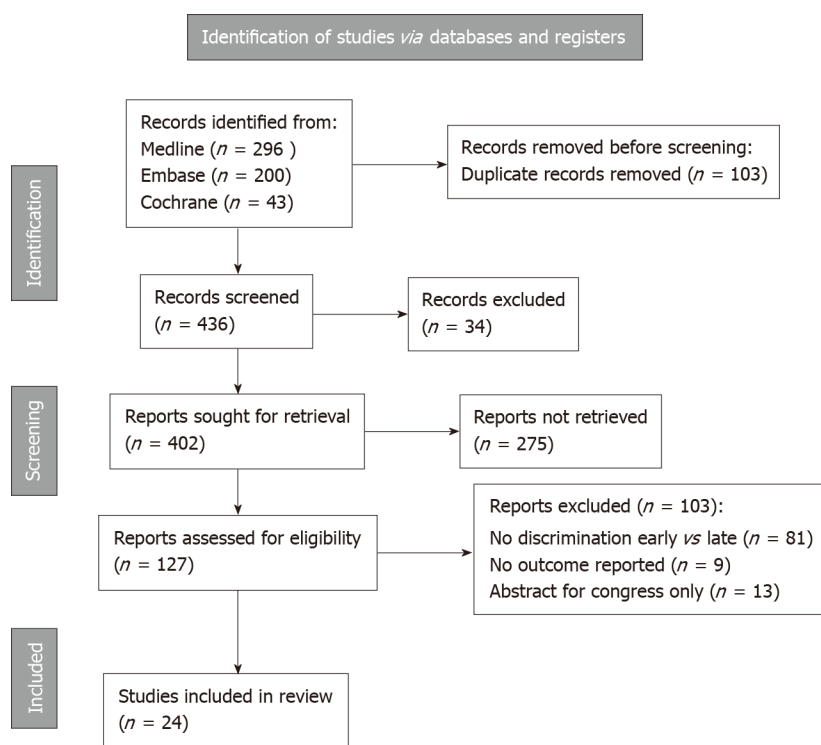 Identification of studies via databases and registers
Identification
Records identified from:
Medline (n = 296 )
Embase (n = 200)
Cochrane (n = 43)
Records removed before screening:
Duplicate records removed (n = 103)
Records screened
(n = 436)
Records excluded
(n = 34)
Screening
Reports sought for retrieval
(n = 402)
Reports not retrieved
(n = 275)
Reports assessed for eligibility
(n = 127)
Reports excluded (n = 103):
No discrimination early vs late (n = 81)
No outcome reported (n = 9)
Abstract for congress only (n = 13)
Included
Studies included in review
(n = 24)